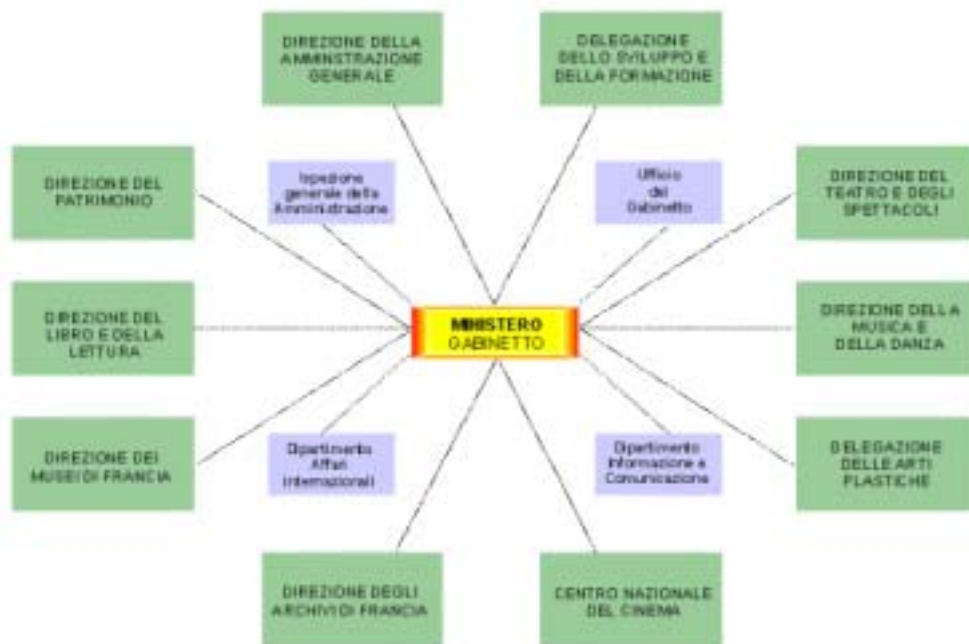 DIREZIONE DELLA
AMMINSTRAZIONE
GENERALE
DELEGAZIONE
DELLO SVILUPPO E
DELLA FORMAZIONE
DIREZIONE DEL
PATRIMONIO
Ispezione
generale della
Amministrazione
Ufficio
del
Gabinetto
DIREZIONE DEL
TEATRO E DEGLI
SPETTACOLI
DIREZIONE DEL
LIBRO E DELLA
LETTURA
MINISTERO
GABINETTO
DIREZIONE DELLA
MUSICA E
DELLA DANZA
DIREZIONE DEI
MUSEI DI FRANCIA
Dipartimento
Affari
Internazionali
Dipartimento
Informazione e
Comunicazione
DELEGAZIONE
DELLE ARTI
PLASTICHE
DIREZIONE DEGLI
ARCHIVI DI FRANCIA
CENTRO NAZIONALE
DEL CINEMA